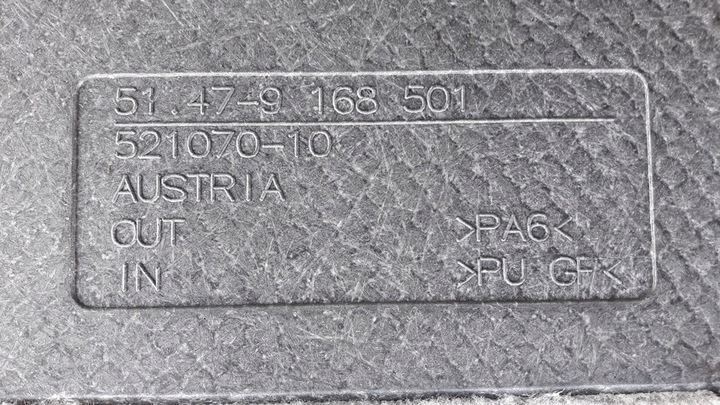 51.47-9 168 501
521070-10
AUSTRIA
OUT >PA6<
IN >PU GF<